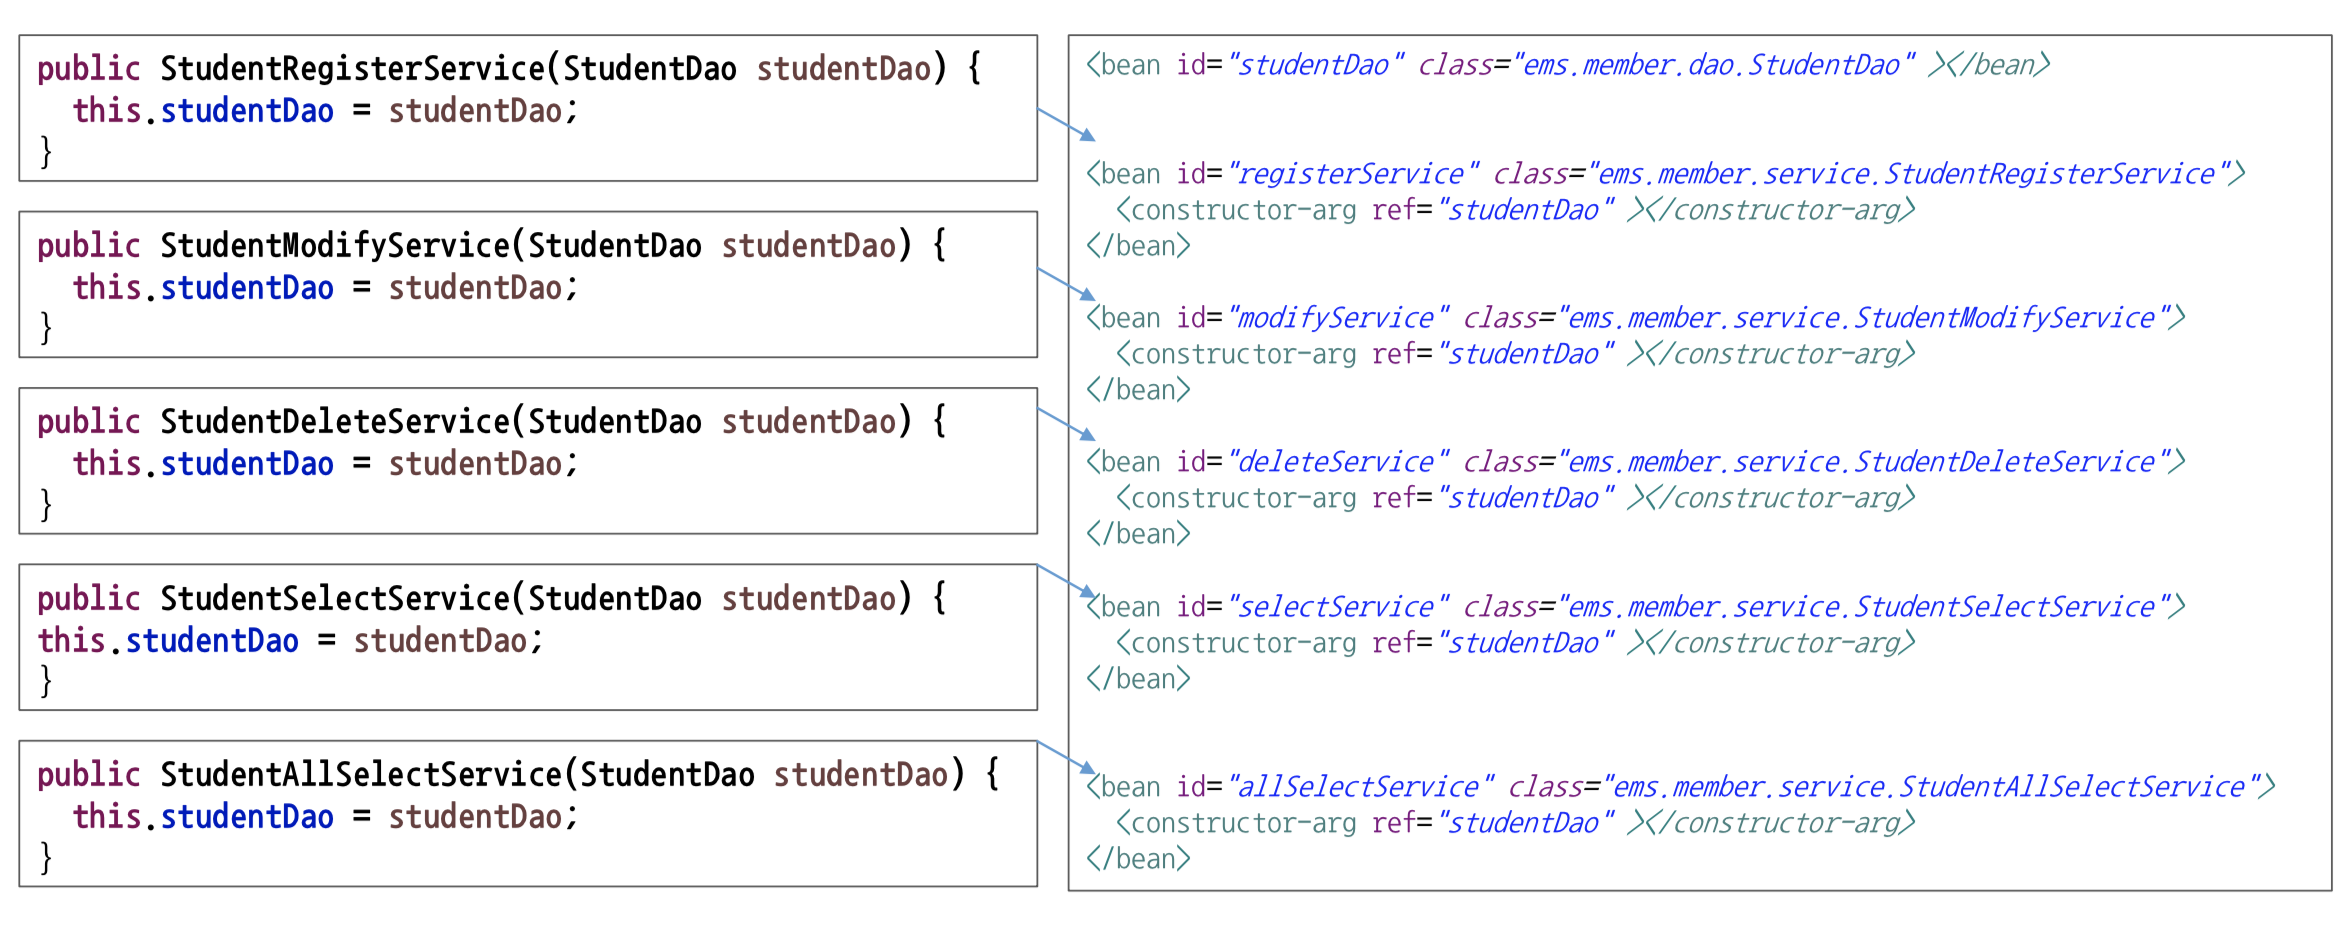 public StudentRegisterService(StudentDao studentDao) {
  this.studentDao = studentDao;
}
public StudentModifyService(StudentDao studentDao) {
  this.studentDao = studentDao;
}
public StudentDeleteService(StudentDao studentDao) {
  this.studentDao = studentDao;
}
public StudentSelectService(StudentDao studentDao) {
this.studentDao = studentDao;
}
public StudentAllSelectService(StudentDao studentDao) {
  this.studentDao = studentDao;
}
<bean id="studentDao" class="ems.member.dao.StudentDao" ></bean>
<bean id="registerService" class="ems.member.service.StudentRegisterService">
  <constructor-arg ref="studentDao" ></constructor-arg>
</bean>
<bean id="modifyService" class="ems.member.service.StudentModifyService">
  <constructor-arg ref="studentDao" ></constructor-arg>
</bean>
<bean id="deleteService" class="ems.member.service.StudentDeleteService">
  <constructor-arg ref="studentDao" ></constructor-arg>
</bean>
<bean id="selectService" class="ems.member.service.StudentSelectService">
  <constructor-arg ref="studentDao" ></constructor-arg>
</bean>
<bean id="allSelectService" class="ems.member.service.StudentAllSelectService">
  <constructor-arg ref="studentDao" ></constructor-arg>
</bean>